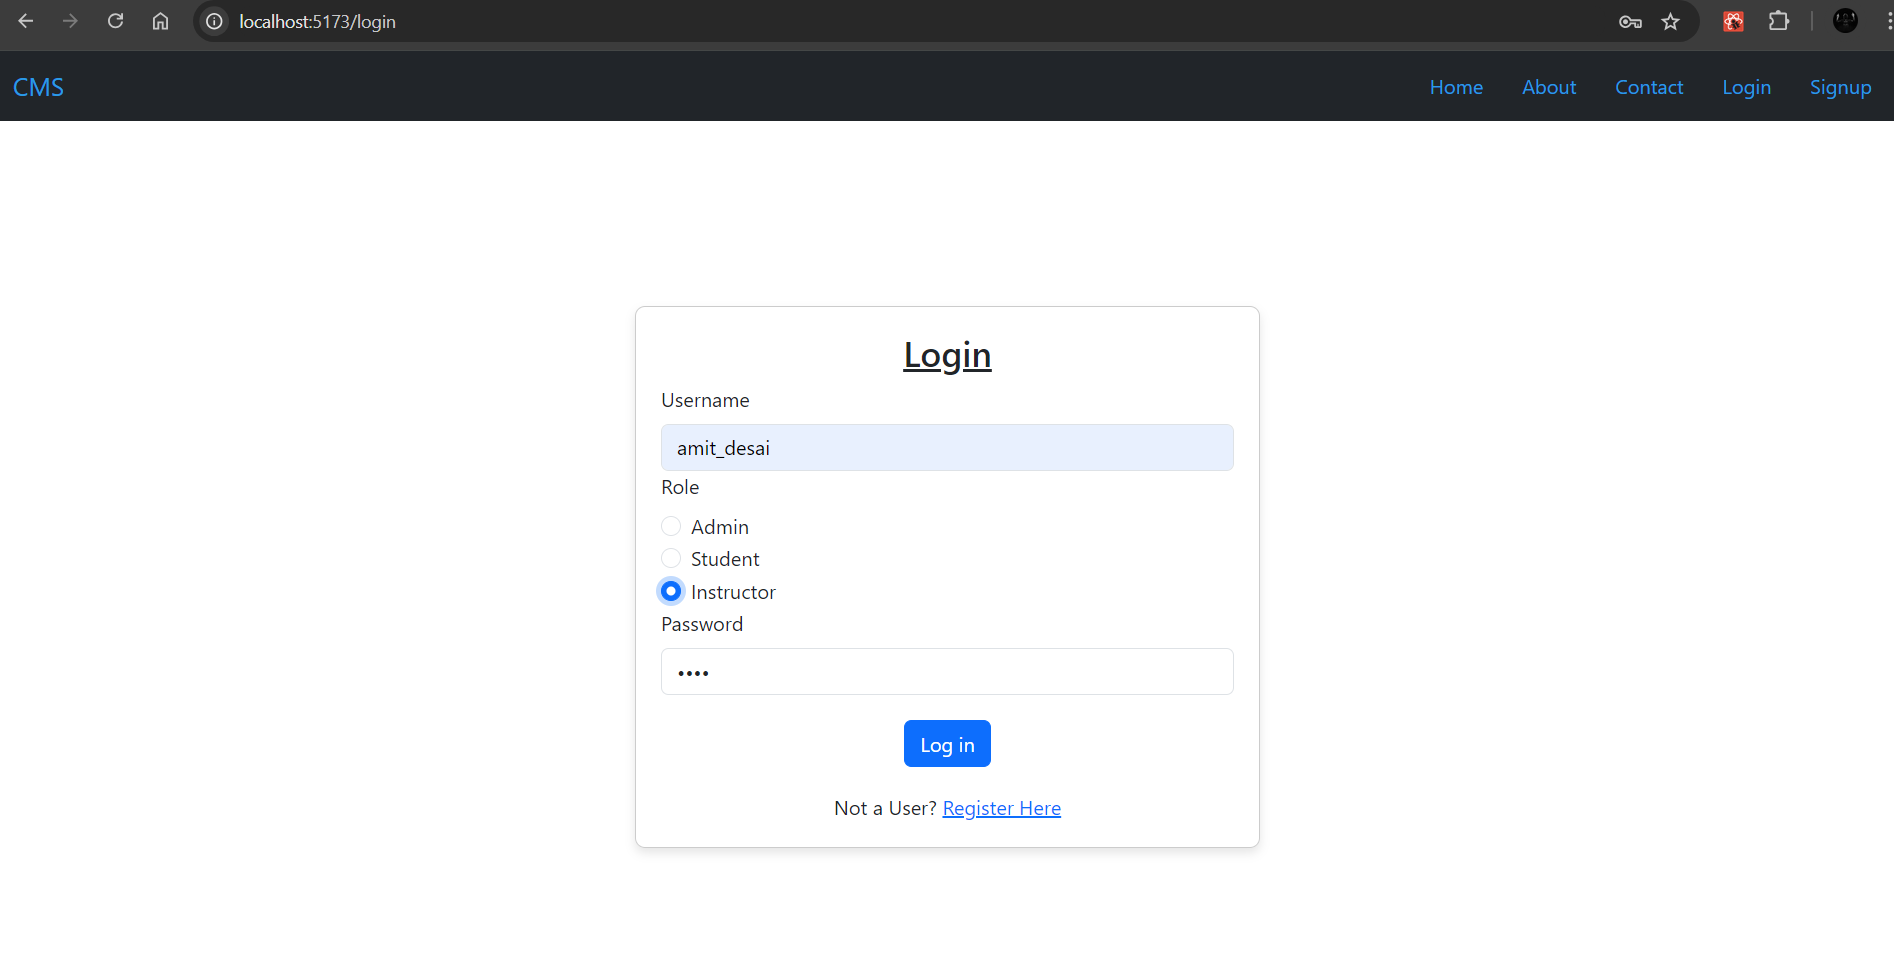 localhost:5173/login
CMS
Home About Contact Login Signup
Login
Username
amit_desai
Role
Admin
Student
Instructor
Password
••••
Log in
Not a User? Register Here